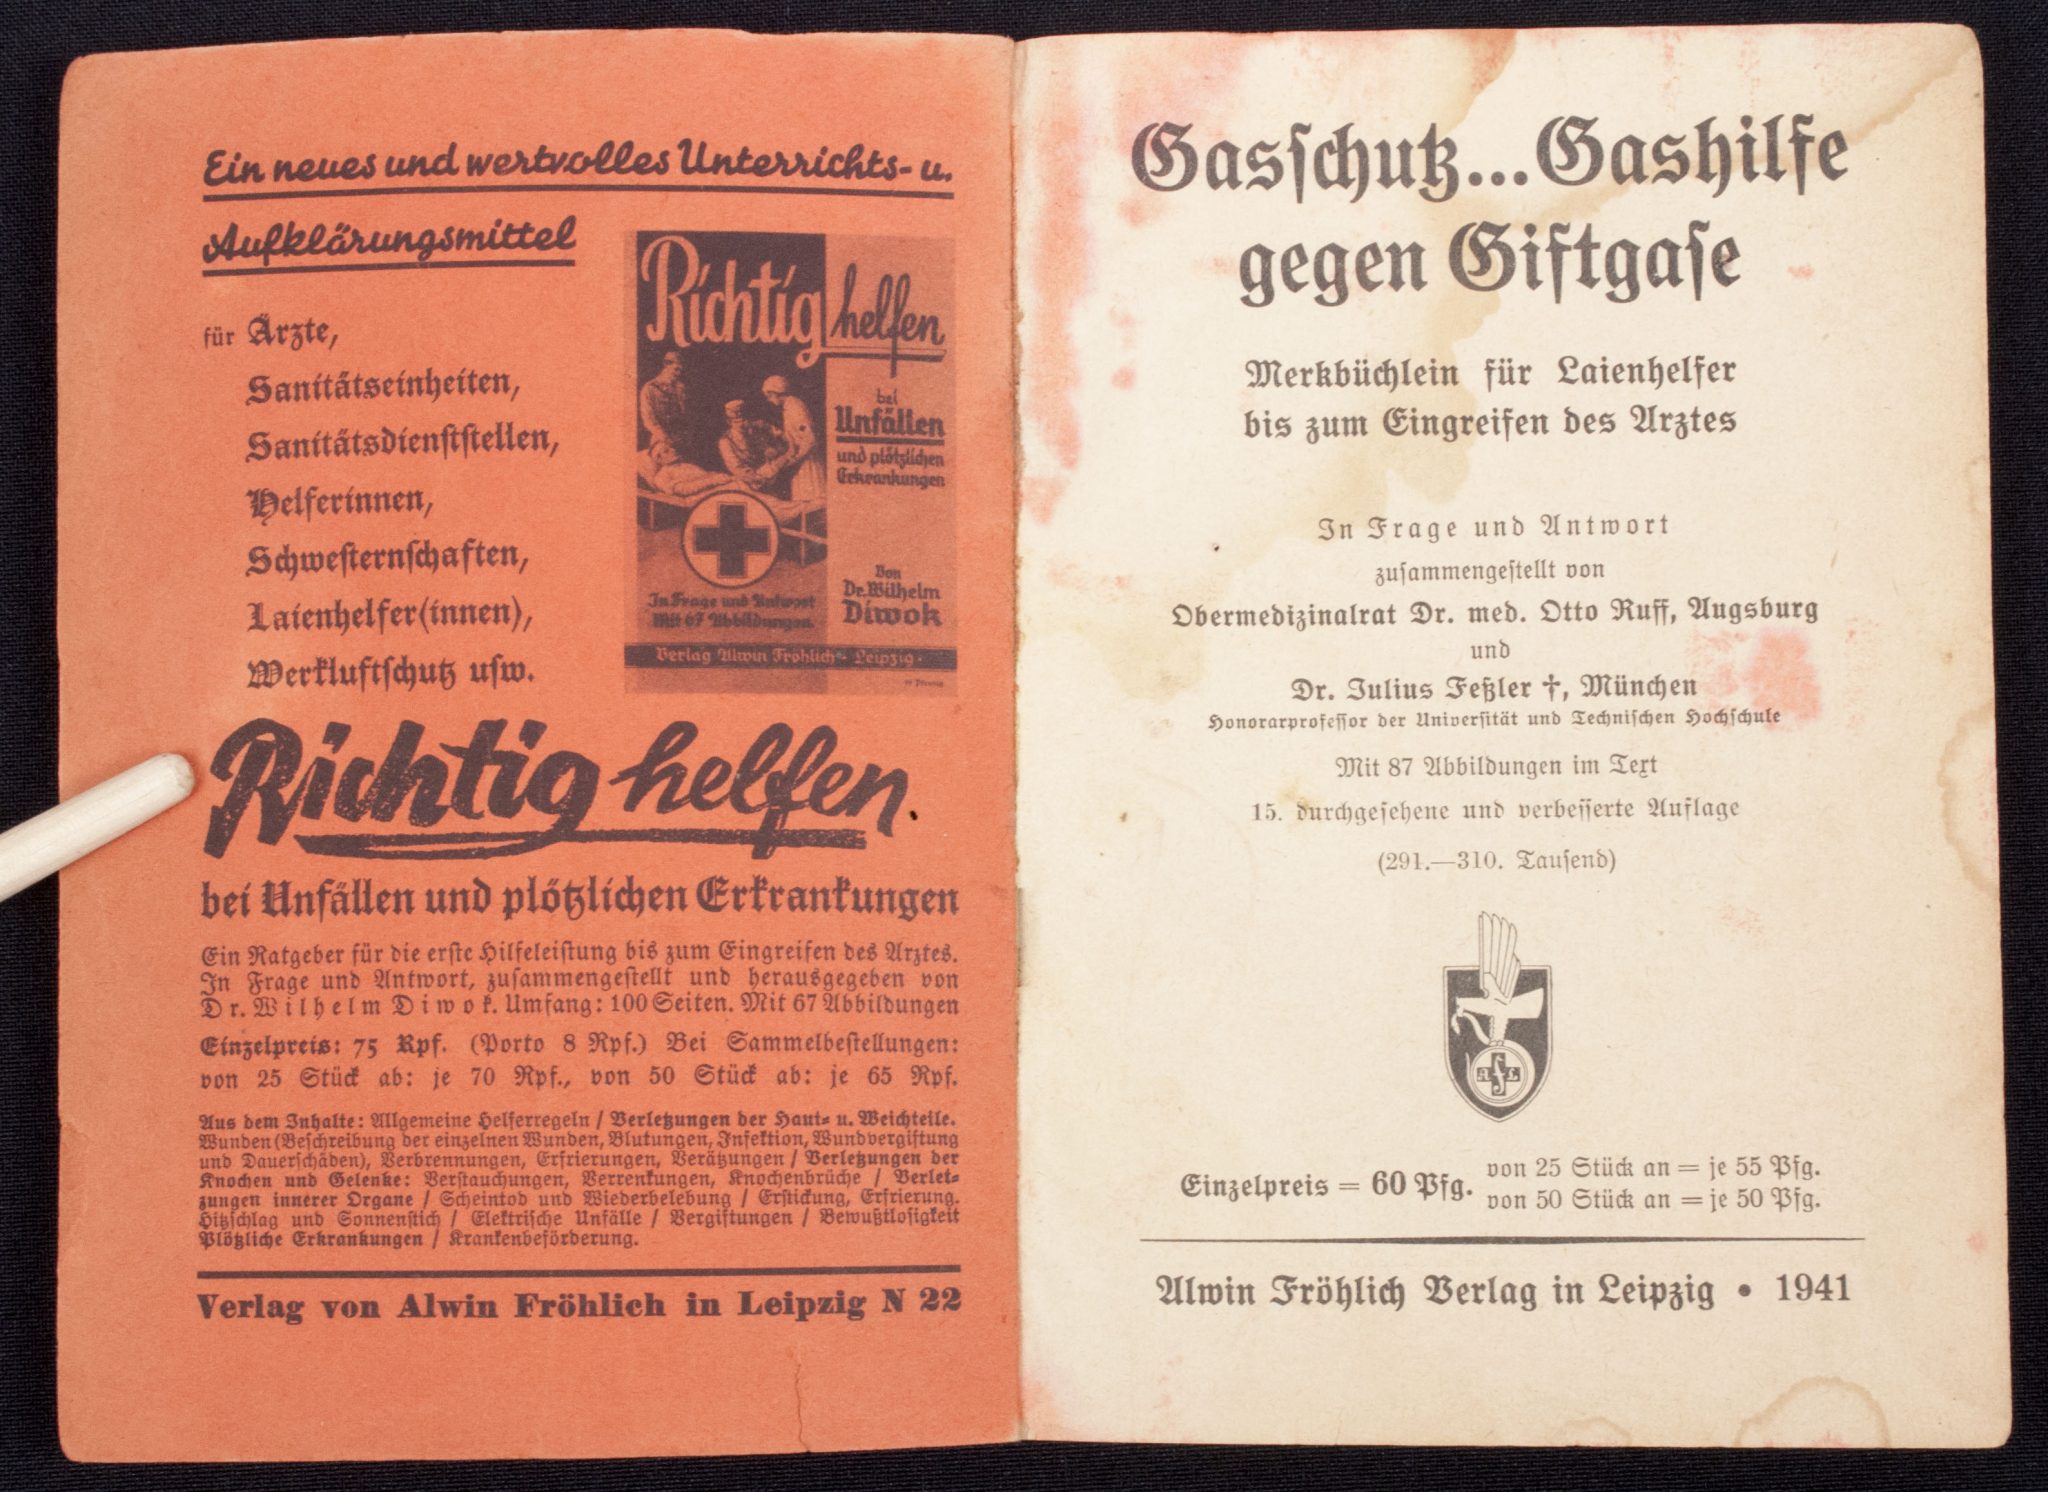 Ein neues und wertvolles Unterrichts- u.
Aufklärungsmittel
für Ärzte,
Sanitätseinheiten,
Sanitätsdienststellen,
Helferinnen,
Schwesternschaften,
Laienhelfer(innen),
Werkluftschutz usw.
Richtig helfen
bei
Unfällen
und plötzlichen
Erkrankungen
Von
Dr. Wilhelm
Diwok
In Frage und Antwort
Mit 67 Abbildungen.
Verlag Alwin Fröhlich · Leipzig ·
Richtig helfen
bei Unfällen und plötzlichen Erkrankungen
Ein Ratgeber für die erste Hilfeleistung bis zum Eingreifen des Arztes.
In Frage und Antwort, zusammengestellt und herausgegeben von
Dr. Wilhelm Diwok. Umfang: 100 Seiten. Mit 67 Abbildungen
Einzelpreis: 75 Rpf. (Porto 8 Rpf.) Bei Sammelbestellungen:
von 25 Stück ab: je 70 Rpf., von 50 Stück ab: je 65 Rpf.
Aus dem Inhalte: Allgemeine Helferregeln / Verletzungen der Haut- u. Weichteile.
Wunden (Beschreibung der einzelnen Wunden, Blutungen, Infektion, Wundvergiftung
und Dauerschäden), Verbrennungen, Erfrierungen, Verätzungen / Verletzungen der
Knochen und Gelenke: Verstauchungen, Verrenkungen, Knochenbrüche / Verlet-
zungen innerer Organe / Scheintod und Wiederbelebung / Erstickung, Erfrierung.
Hitzschlag und Sonnenstich / Elektrische Unfälle / Vergiftungen / Bewußtlosigkeit
Plötzliche Erkrankungen / Krankenbeförderung.
Verlag von Alwin Fröhlich in Leipzig N 22
Gasschutz...Gashilfe
gegen Giftgase
Merkbüchlein für Laienhelfer
bis zum Eingreifen des Arztes
In Frage und Antwort
zusammengestellt von
Obermedizinalrat Dr. med. Otto Ruff, Augsburg
und
Dr. Julius Feßler †, München
Honorarprofessor der Universität und Technischen Hochschule
Mit 87 Abbildungen im Text
15. durchgesehene und verbesserte Auflage
(291.—310. Tausend)
A L
Einzelpreis = 60 Pfg. von 25 Stück an = je 55 Pfg.
von 50 Stück an = je 50 Pfg.
Alwin Fröhlich Verlag in Leipzig • 1941